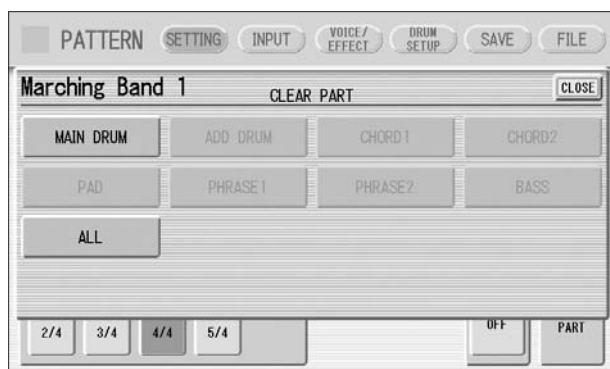 PATTERN SETTING INPUT VOICE/ EFFECT DRUM SETUP SAVE FILE
Marching Band 1 CLEAR PART CLOSE
MAIN DRUM ADD DRUM CHORD1 CHORD2
PAD PHRASE1 PHRASE2 BASS
ALL
2/4 3/4 4/4 5/4 OFF PART